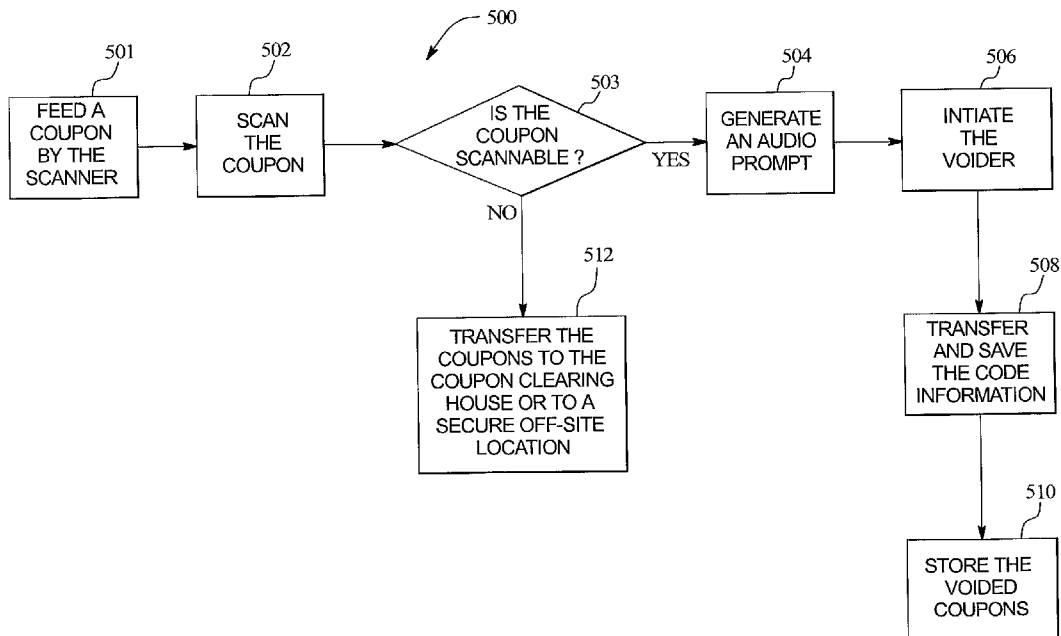 500
501
FEED A
COUPON
BY THE
SCANNER
502
SCAN
THE
COUPON
503
IS THE
COUPON
SCANNABLE ?
YES
NO
504
GENERATE
AN AUDIO
PROMPT
506
INTIATE
THE
VOIDER
512
TRANSFER THE
COUPONS TO THE
COUPON CLEARING
HOUSE OR TO A
SECURE OFF-SITE
LOCATION
508
TRANSFER
AND SAVE
THE CODE
INFORMATION
510
STORE THE
VOIDED
COUPONS